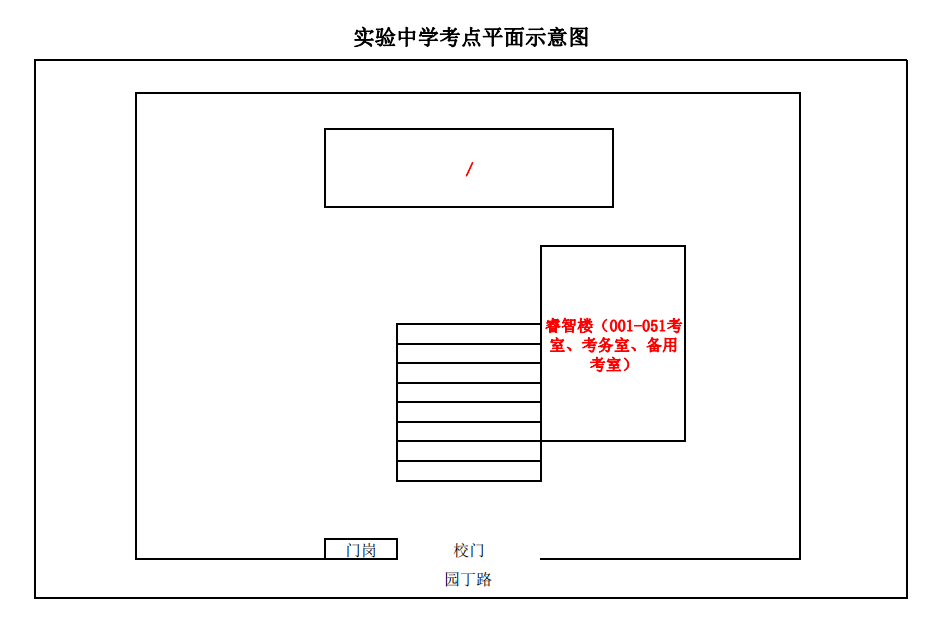 实验中学考点平面示意图
/
睿智楼（001-051考
室、考务室、备用
考室）
门岗
校门
园丁路